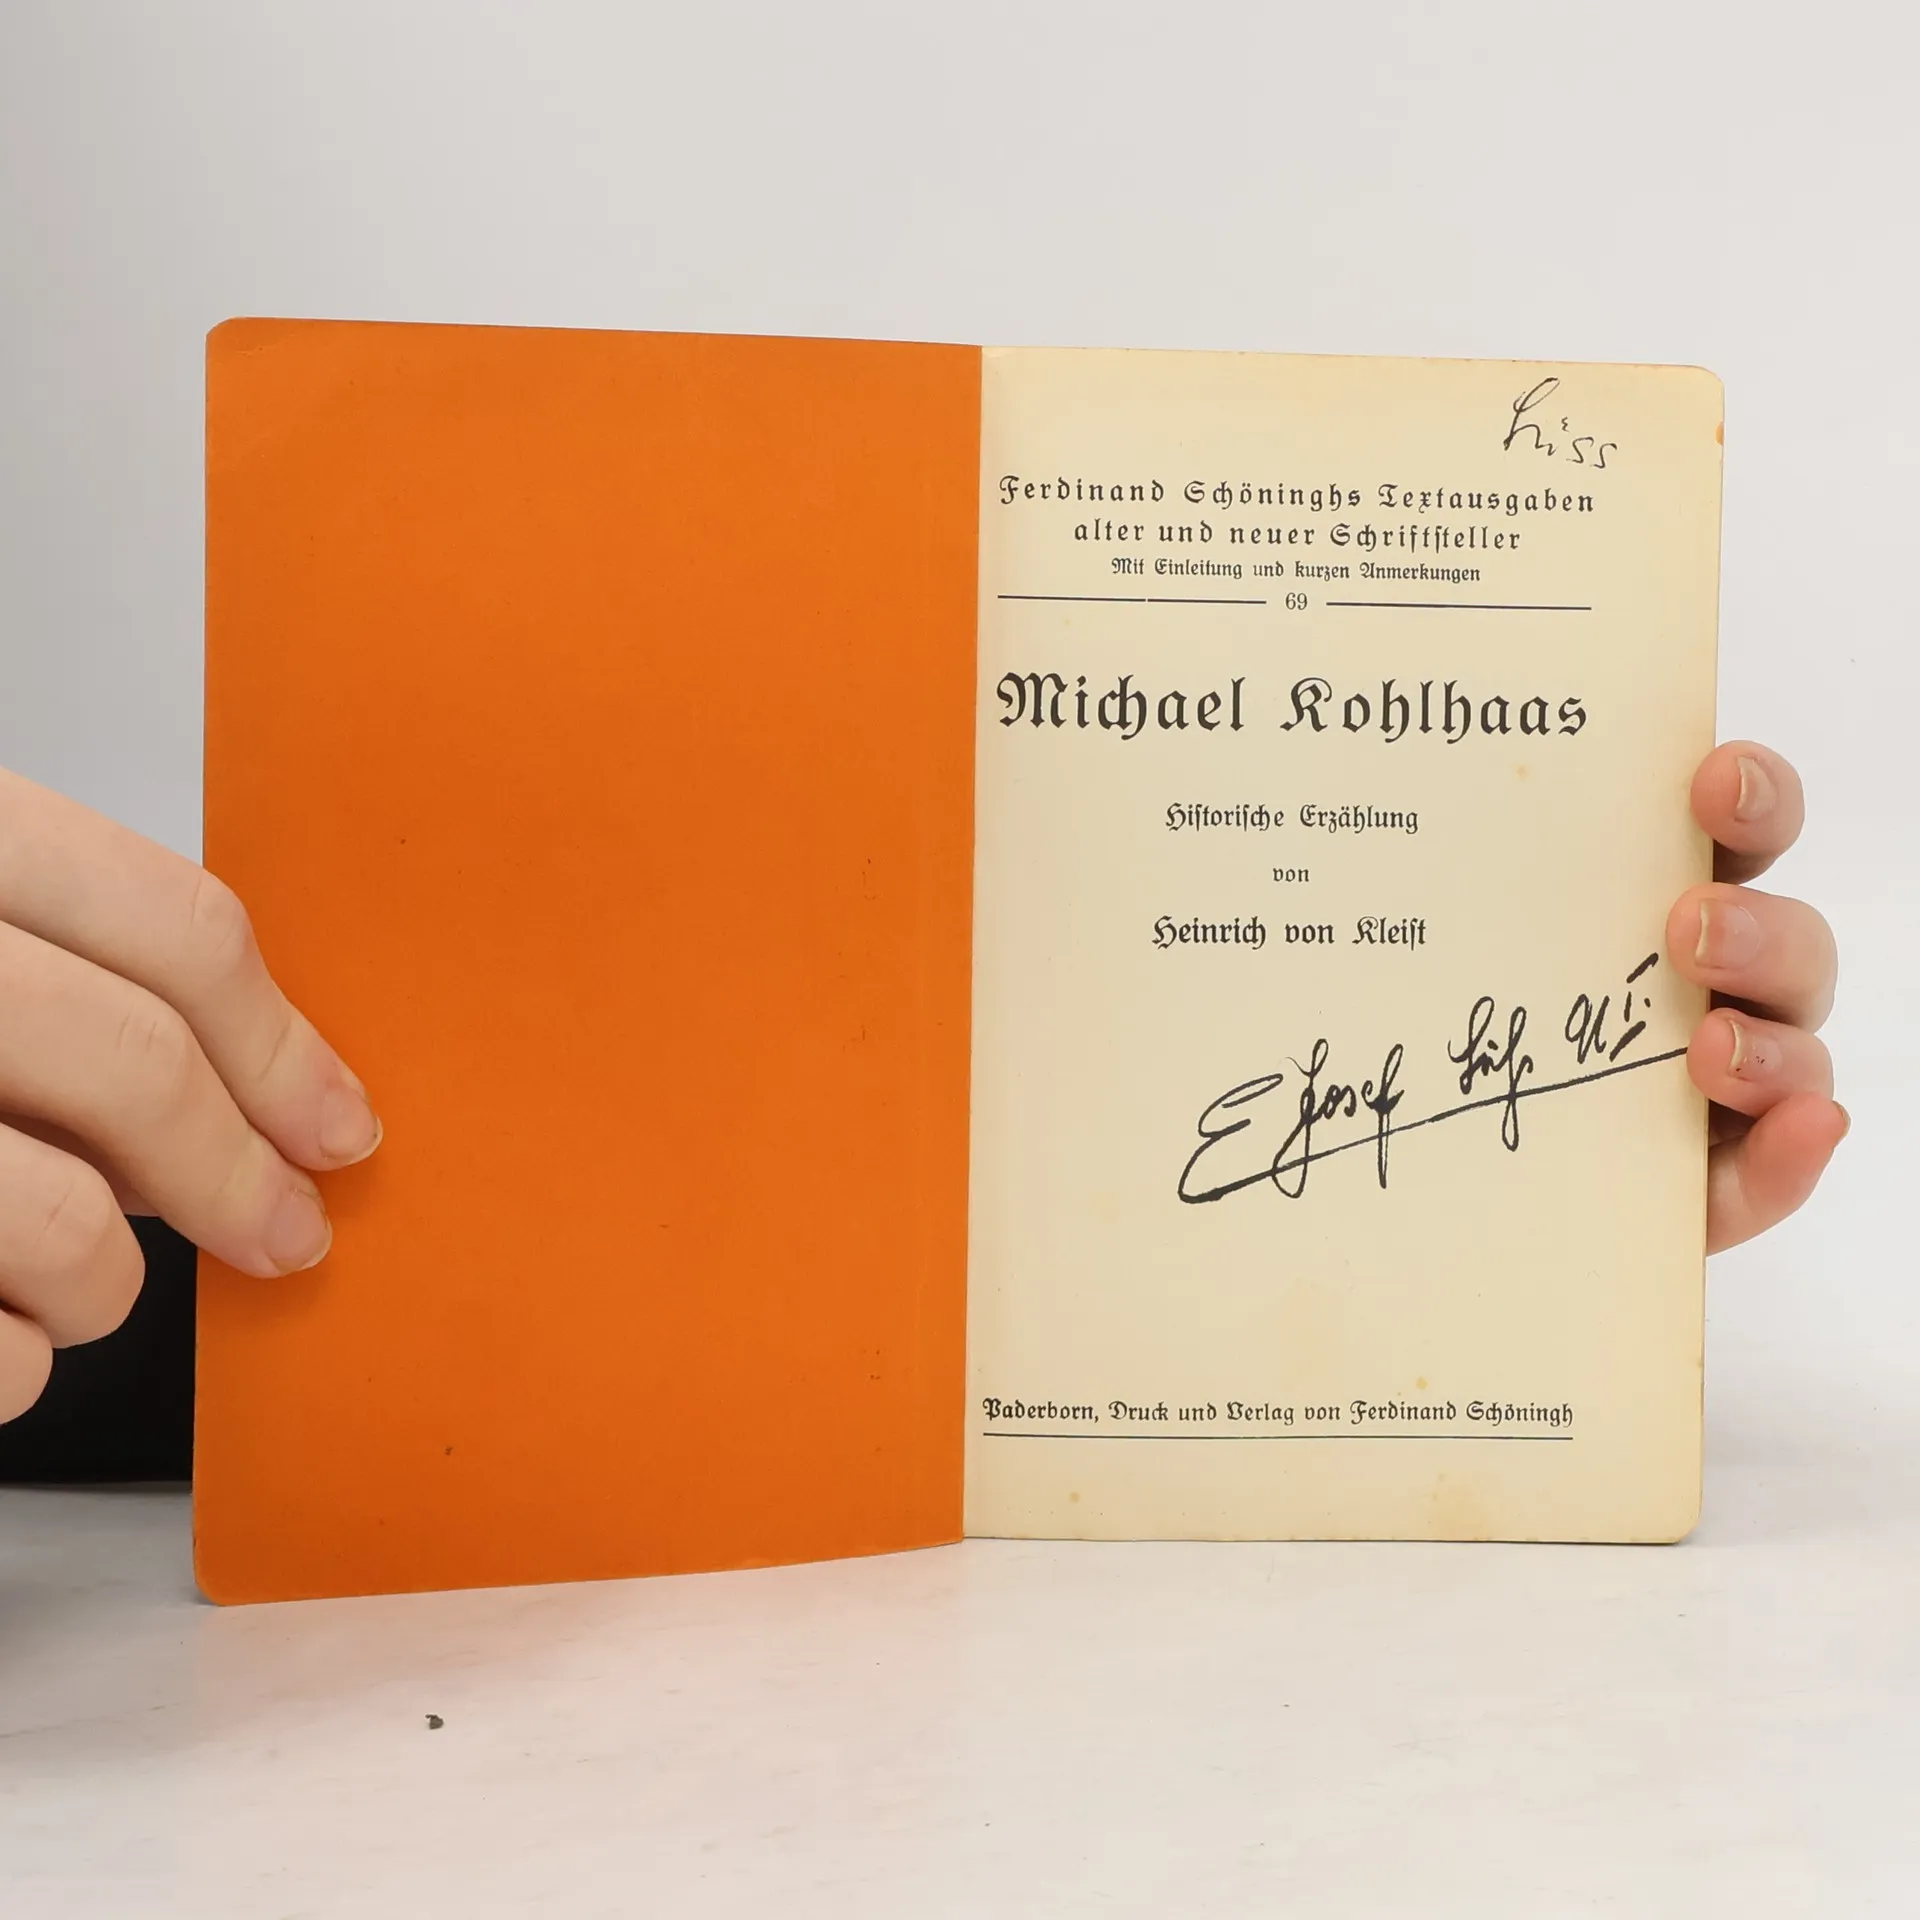 Ferdinand Schöninghs Textausgaben
alter und neuer Schriftsteller
Mit Einleitung und kurzen Anmerkungen
69
Michael Kohlhaas
Historische Erzählung
von
Heinrich von Kleist
Josef
Paderborn, Druck und Verlag von Ferdinand Schöningh